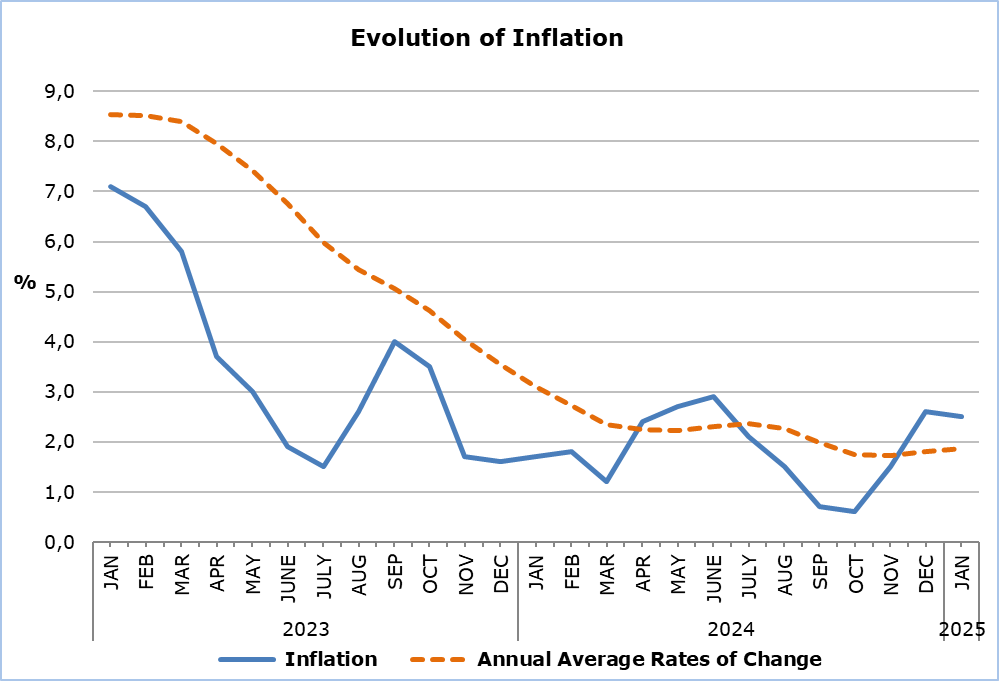 Evolution of Inflation
9,0
8,0
7,0
6,0
%
5,0
4,0
3,0
2,0
1,0
0,0
JAN FEB MAR APR MAY JUNE JULY AUG SEP OCT NOV DEC JAN FEB MAR APR MAY JUNE JULY AUG SEP OCT NOV DEC JAN
2023 2024 2025
Inflation Annual Average Rates of Change